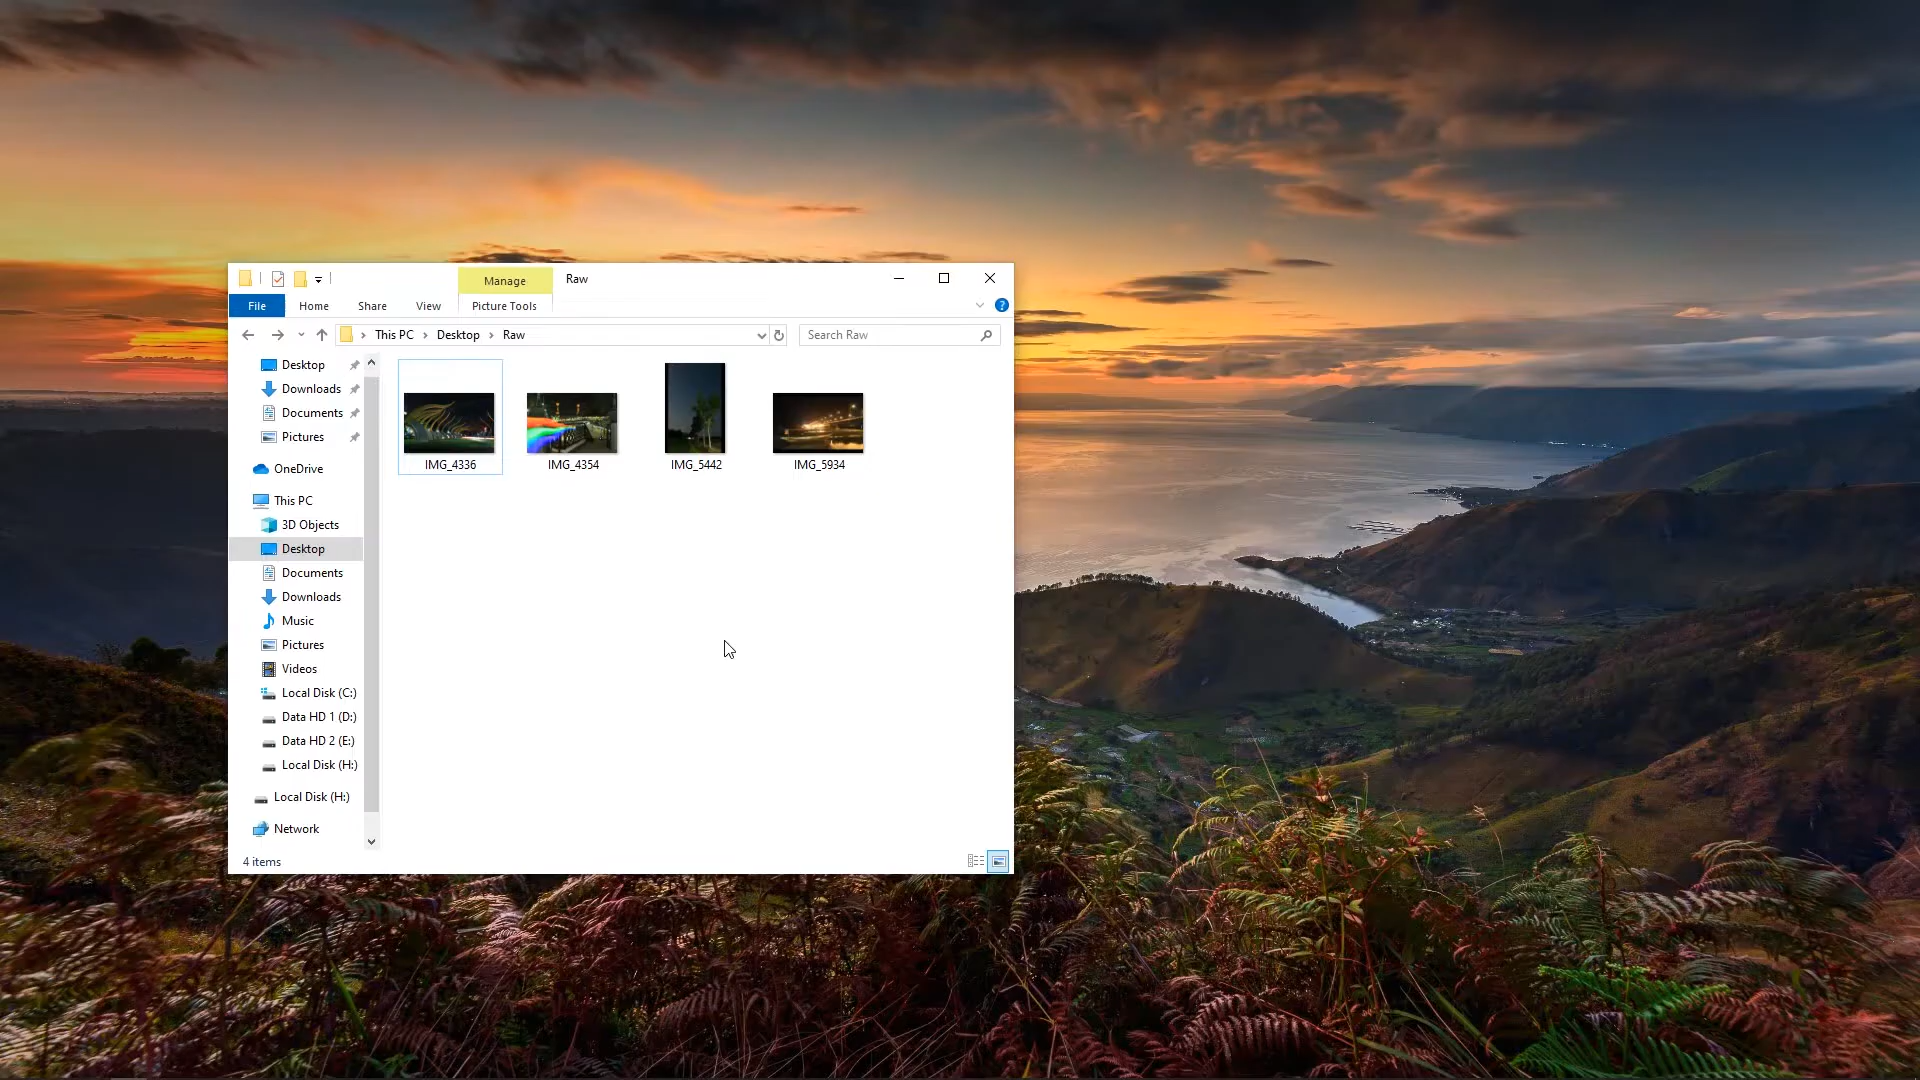 Manage
Raw
File
Home
Share
View
Picture Tools
This PC
Desktop
Raw
Search Raw
Desktop
Downloads
Documents
Pictures
OneDrive
This PC
3D Objects
Desktop
Documents
Downloads
Music
Pictures
Videos
Local Disk (C:)
Data HD 1 (D:)
Data HD 2 (E:)
Local Disk (H:)
Local Disk (H:)
Network
IMG_4336
IMG_4354
IMG_5442
IMG_5934
4 items